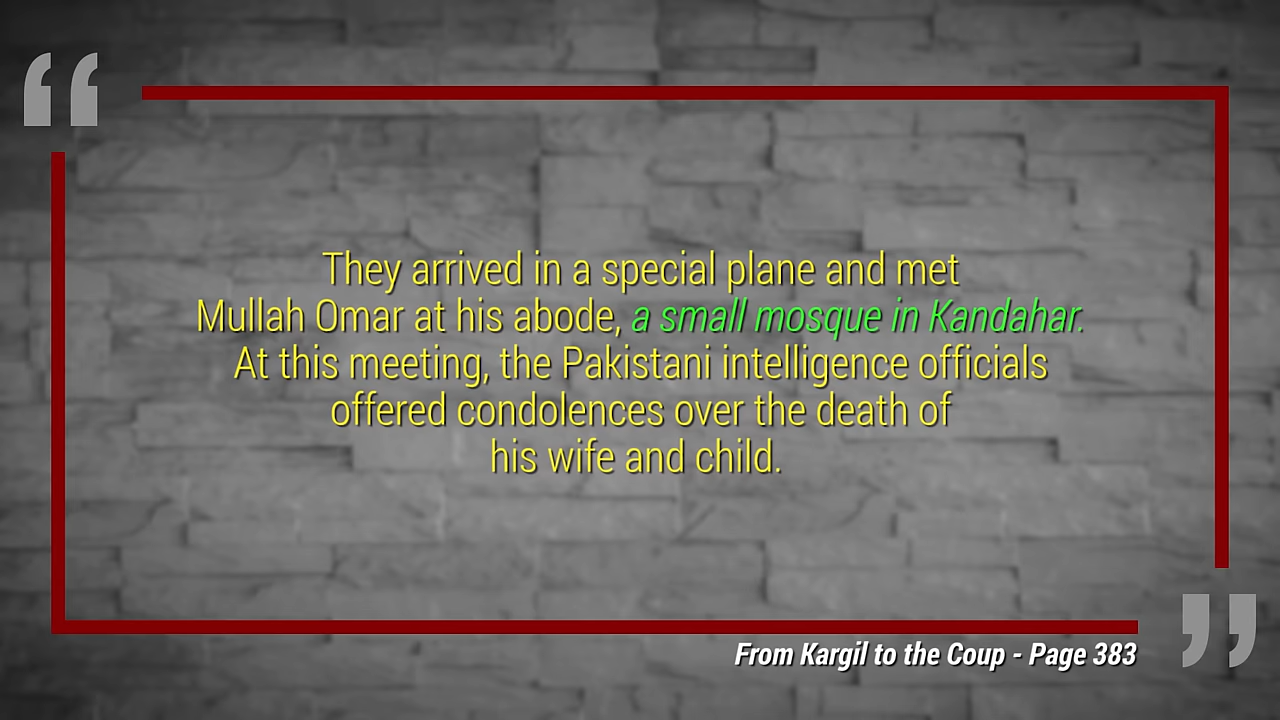 “
They arrived in a special plane and met
Mullah Omar at his abode, a small mosque in Kandahar.
At this meeting, the Pakistani intelligence officials
offered condolences over the death of
his wife and child.
”
From Kargil to the Coup - Page 383